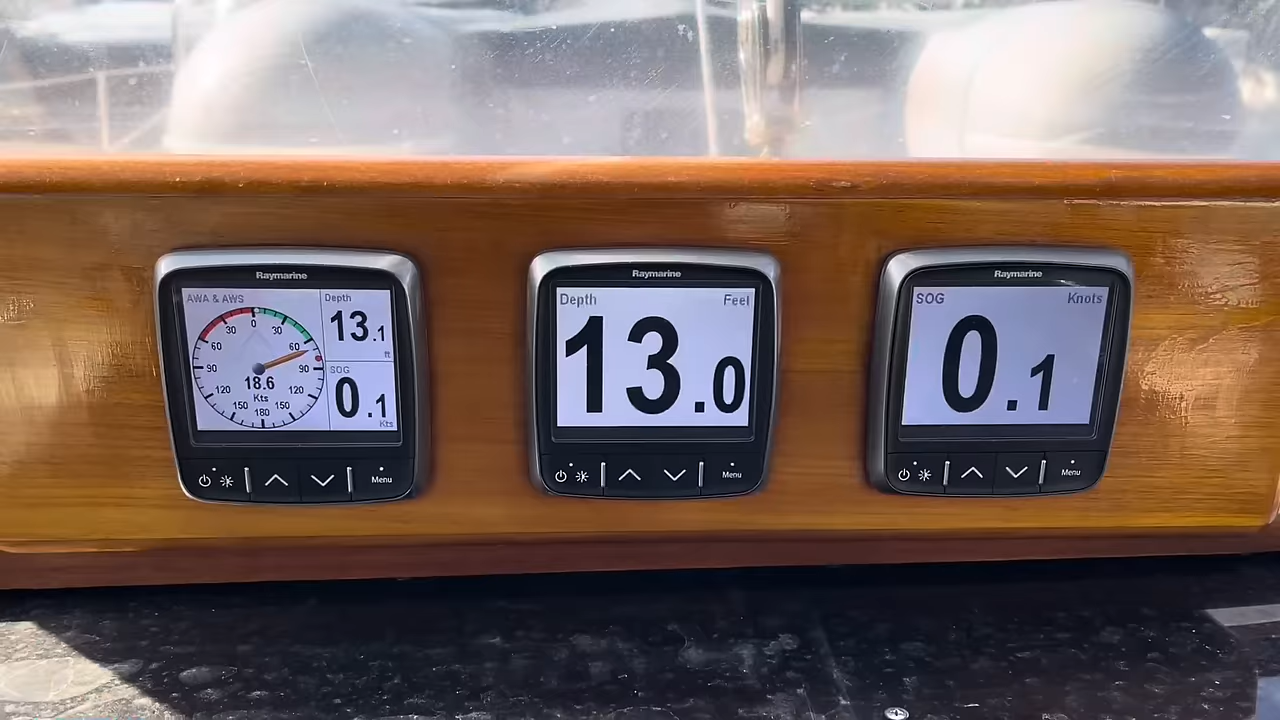 Raymarine
AWA & AWS
0
30 30
60 60
90 90
18.6
Kts
120 120
150 150
180
Depth
13.1
ft
SOG
0.1
Kts
Menu
Raymarine
Depth Feet
13.0
Menu
Raymarine
SOG Knots
0.1
Menu